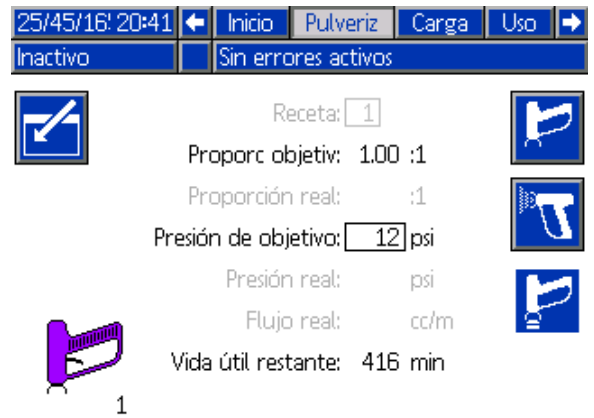 25/45/16 20:41 Inicio Pulveriz Carga Uso
Inactivo Sin errores activos
Receta: 1
Proporc objetiv: 1.00 :1
Proporción real: :1
Presión de objetivo: 12 psi
Presión real: psi
Flujo real: cc/m
Vida útil restante: 416 min
1